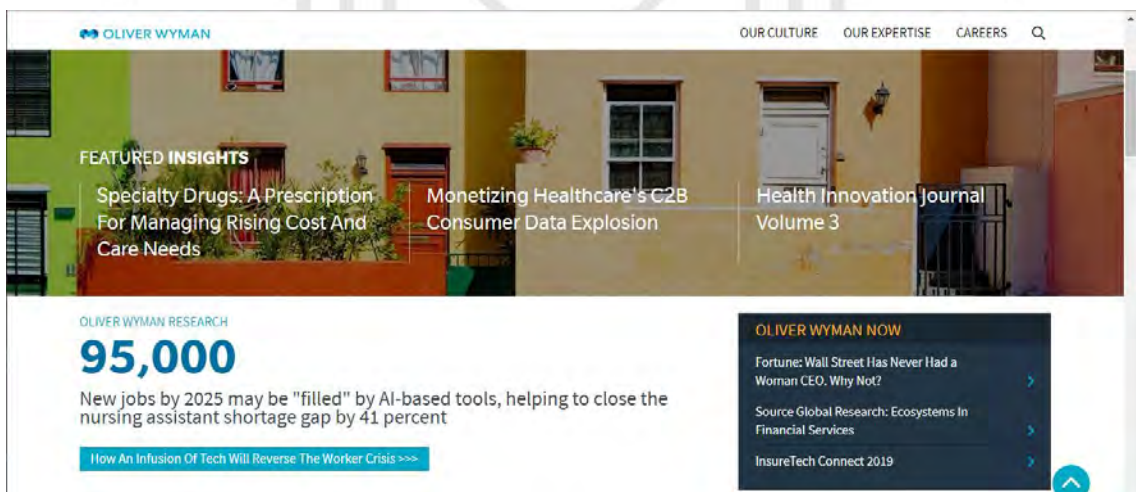 OLIVER WYMAN
OUR CULTURE OUR EXPERTISE CAREERS
FEATURED INSIGHTS
Specialty Drugs: A Prescription
For Managing Rising Cost And
Care Needs
Monetizing Healthcare's C2B
Consumer Data Explosion
Health Innovation Journal
Volume 3
OLIVER WYMAN RESEARCH
95,000
New jobs by 2025 may be "filled" by AI-based tools, helping to close the
nursing assistant shortage gap by 41 percent
How An Infusion Of Tech Will Reverse The Worker Crisis >>>
OLIVER WYMAN NOW
Fortune: Wall Street Has Never Had a
Woman CEO. Why Not?
Source Global Research: Ecosystems In
Financial Services
InsureTech Connect 2019